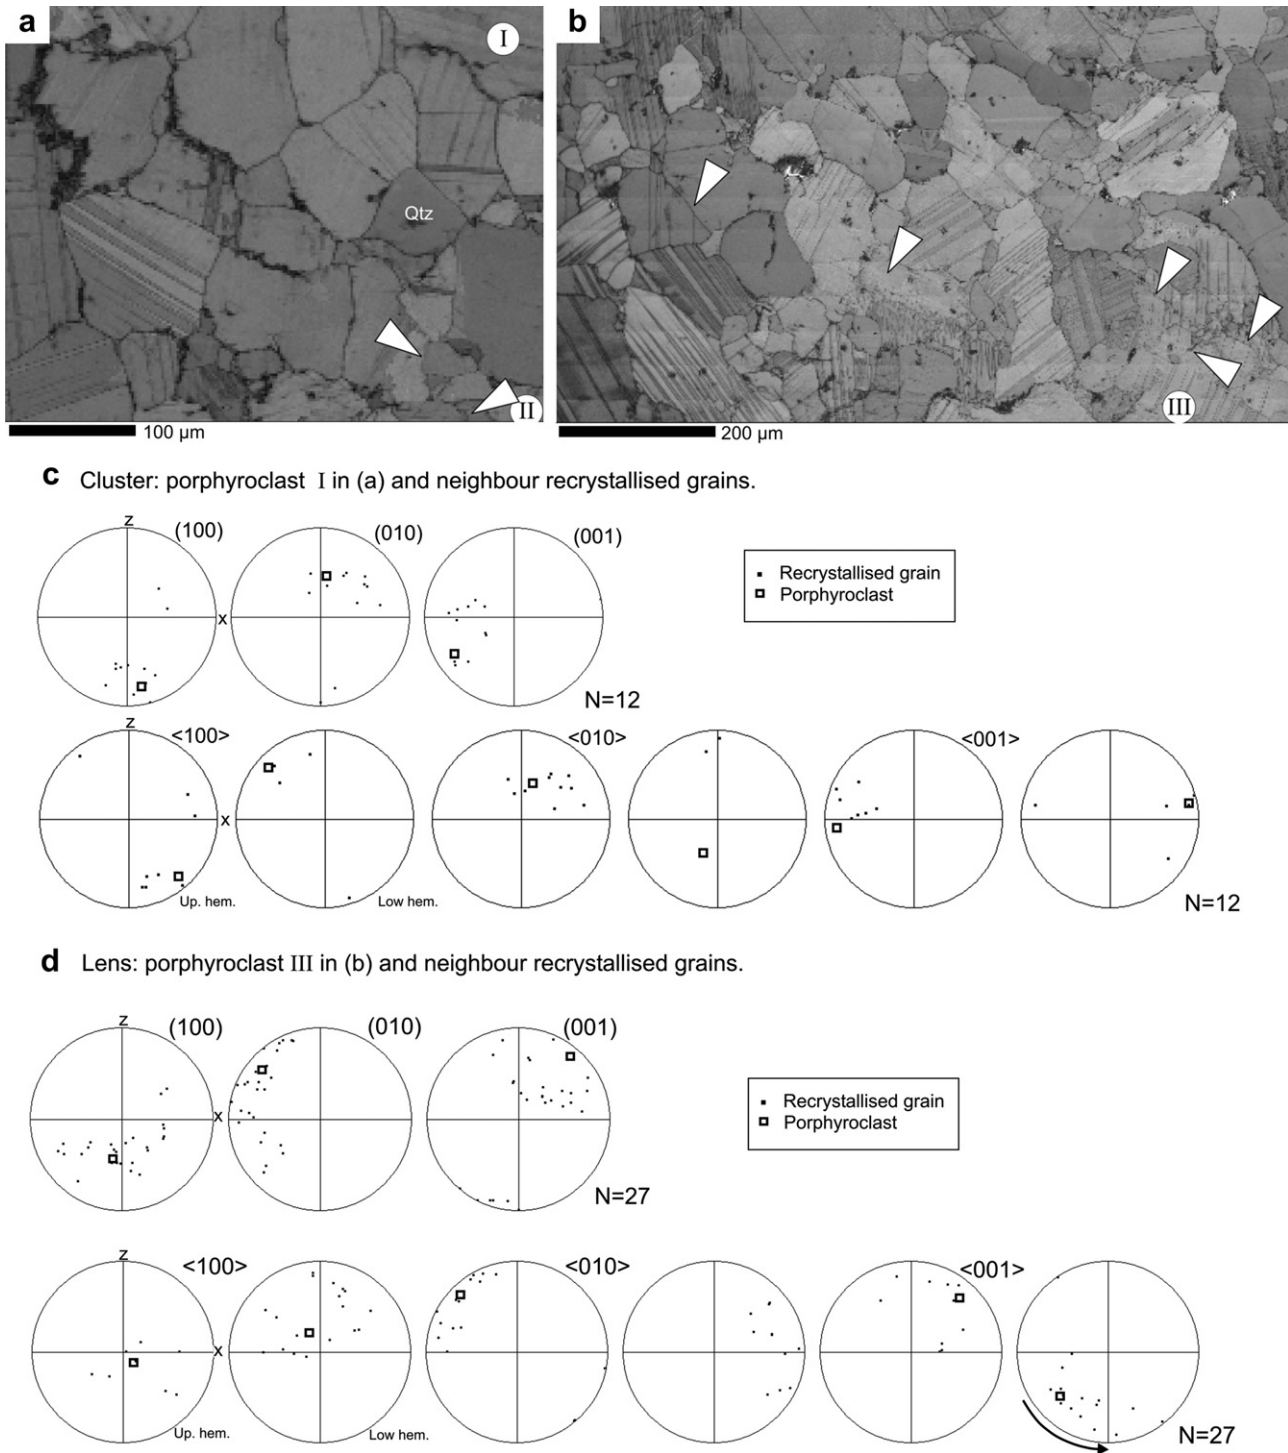 a
I
b
Qtz
II
III
100 µm
200 µm
c Cluster: porphyroclast I in (a) and neighbour recrystallised grains.
z
(100)
(010)
(001)
x
Recrystallised grain
Porphyroclast
N=12
z
<100>
<010>
<001>
x
Up. hem.
Low hem.
N=12
d Lens: porphyroclast III in (b) and neighbour recrystallised grains.
z
(100)
(010)
(001)
x
Recrystallised grain
Porphyroclast
N=27
z
<100>
<010>
<001>
x
Up. hem.
Low hem.
N=27